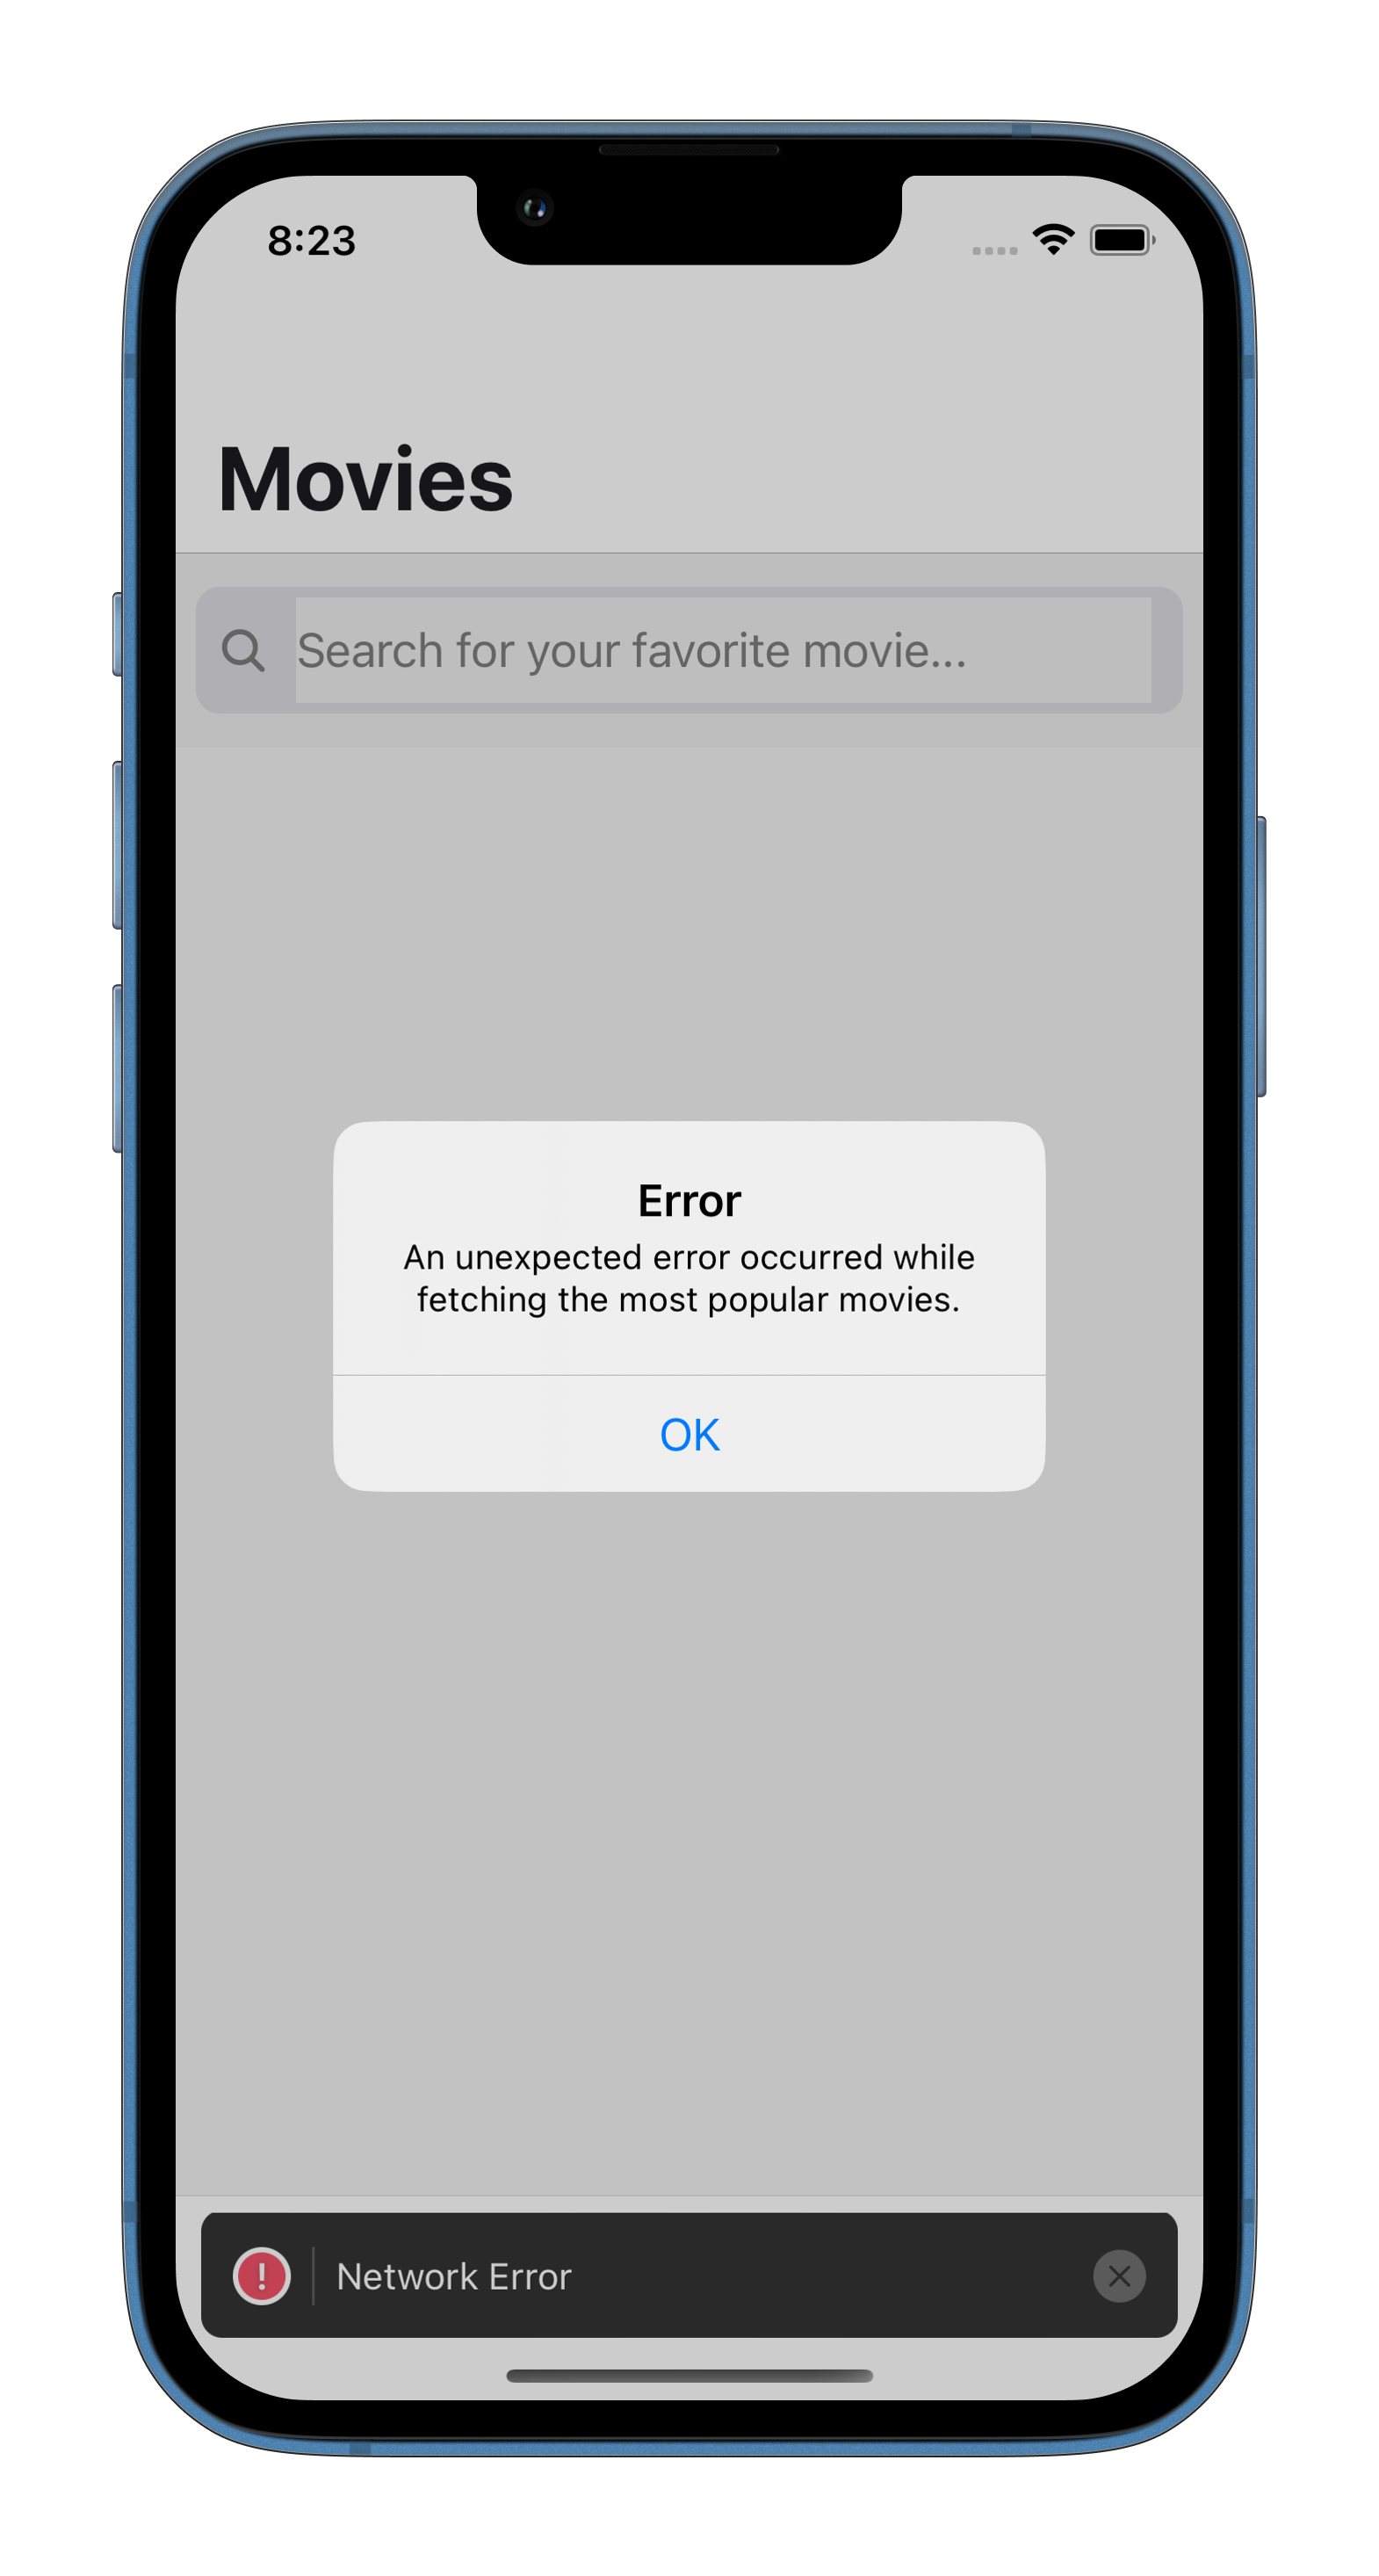 8:23
Movies
Search for your favorite movie...
Error
An unexpected error occurred while
fetching the most popular movies.
OK
Network Error